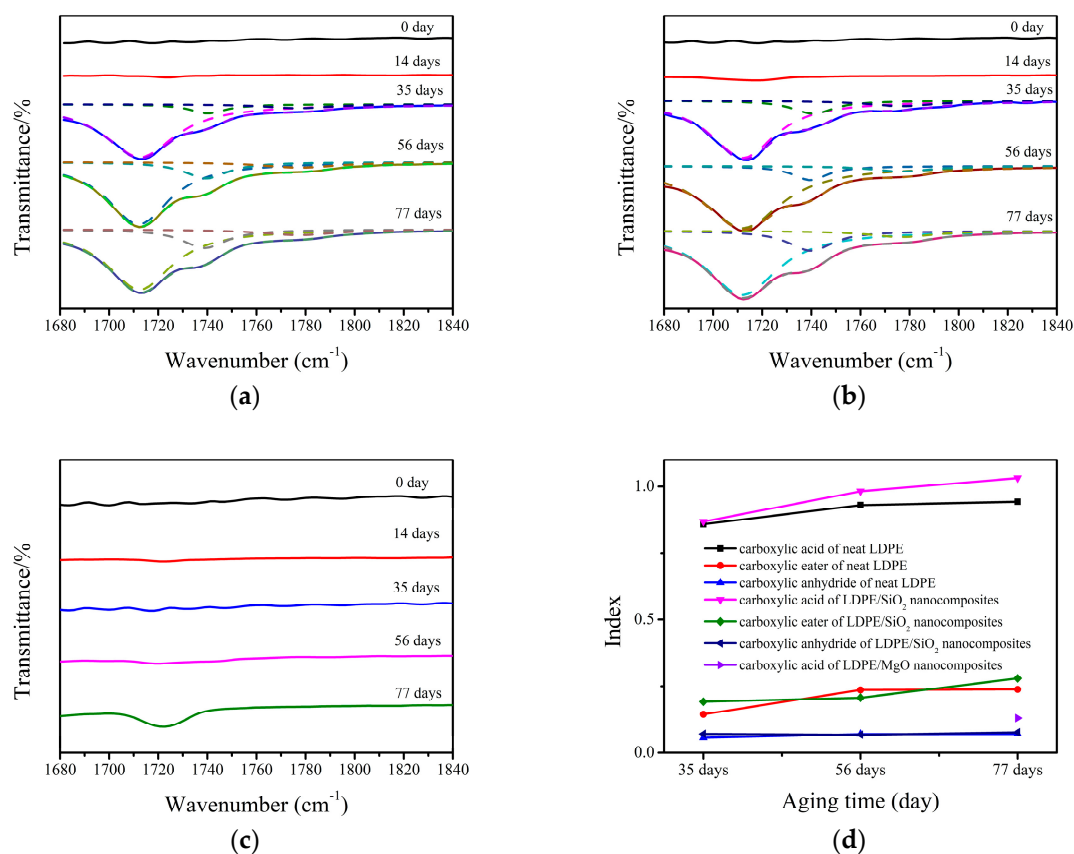 0 day
14 days
35 days
56 days
77 days
Transmittance/%
1680 1700 1720 1740 1760 1780 1800 1820 1840
Wavenumber (cm⁻¹)
(a)
0 day
14 days
35 days
56 days
77 days
Transmittance/%
1680 1700 1720 1740 1760 1780 1800 1820 1840
Wavenumber (cm⁻¹)
(b)
0 day
14 days
35 days
56 days
77 days
Transmittance/%
1680 1700 1720 1740 1760 1780 1800 1820 1840
Wavenumber (cm⁻¹)
(c)
1.0
0.5
0.0
Index
carboxylic acid of neat LDPE
carboxylic eater of neat LDPE
carboxylic anhydride of neat LDPE
carboxylic acid of LDPE/SiO₂ nanocomposites
carboxylic eater of LDPE/SiO₂ nanocomposites
carboxylic anhydride of LDPE/SiO₂ nanocomposites
carboxylic acid of LDPE/MgO nanocomposites
35 days 56 days 77 days
Aging time (day)
(d)